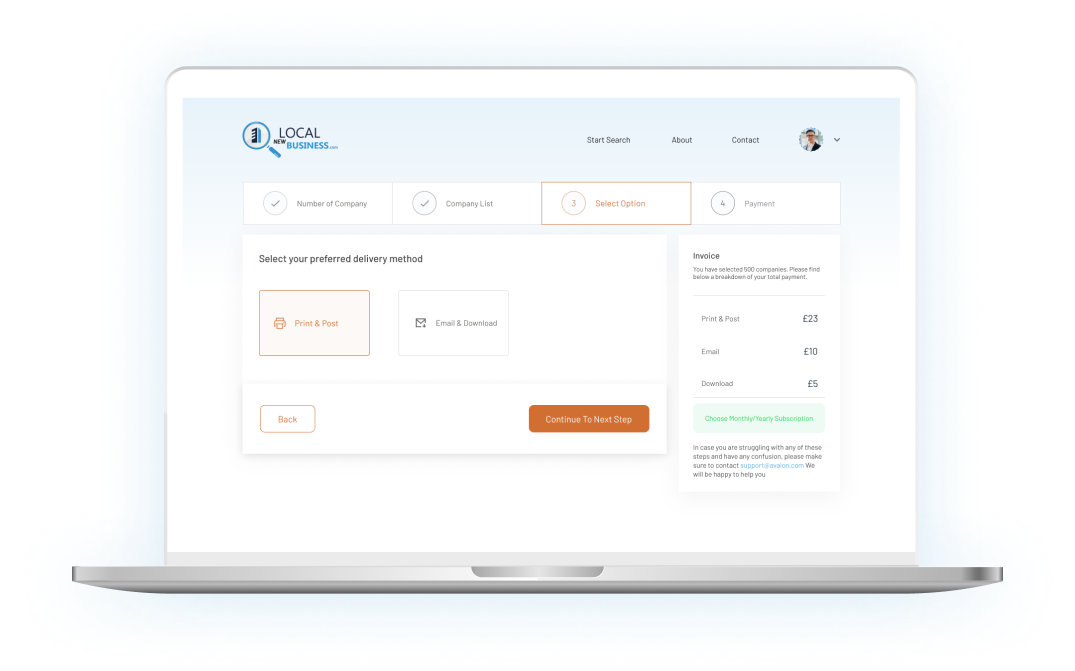 LOCAL
NEW BUSINESS.com
Start Search
About
Contact
Number of Company
Company List
3 Select Option
4 Payment
Select your preferred delivery method
Print & Post
Email & Download
Back
Continue To Next Step
Invoice
You have selected 500 companies. Please find
below a breakdown of your total payment.
Print & Post £23
Email £10
Download £5
Choose Monthly/Yearly Subscription
In case you are struggling with any of these
steps and have any confusion, please make
sure to contact support@avalon.com We
will be happy to help you